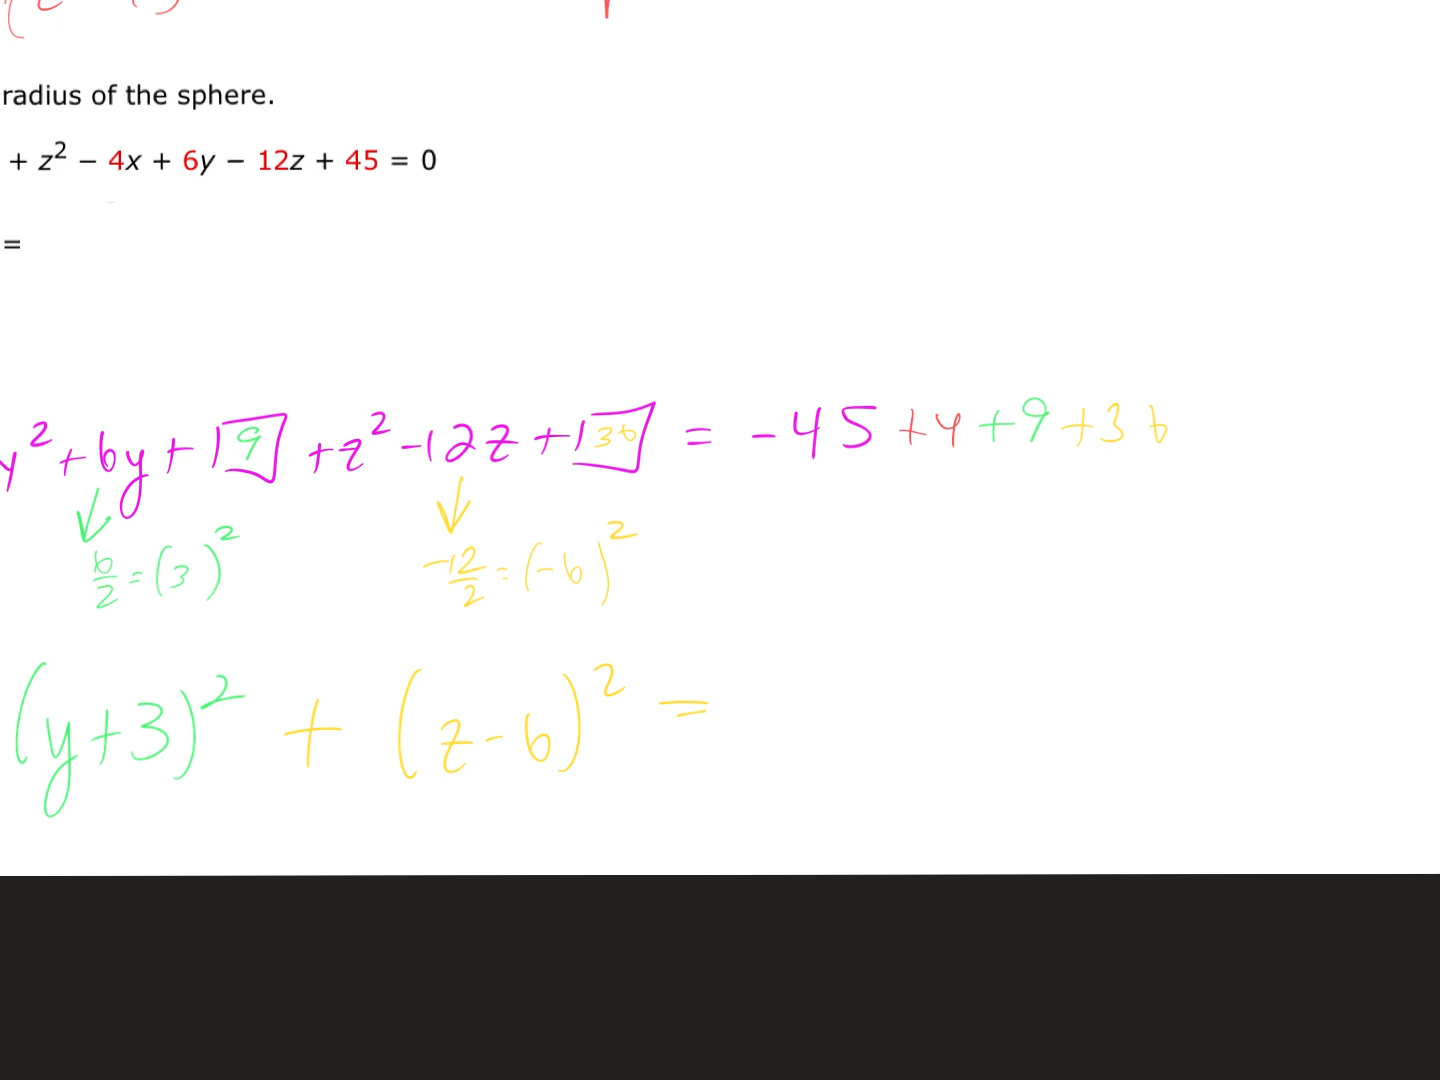 radius of the sphere.
+ z² − 4x + 6y − 12z + 45 = 0
=
y² + 6y + 9 + z² - 12z + 36 = -45 + 4 + 9 + 36
6/2 = (3)² -12/2 = (-6)²
(y+3)² + (z-6)² =